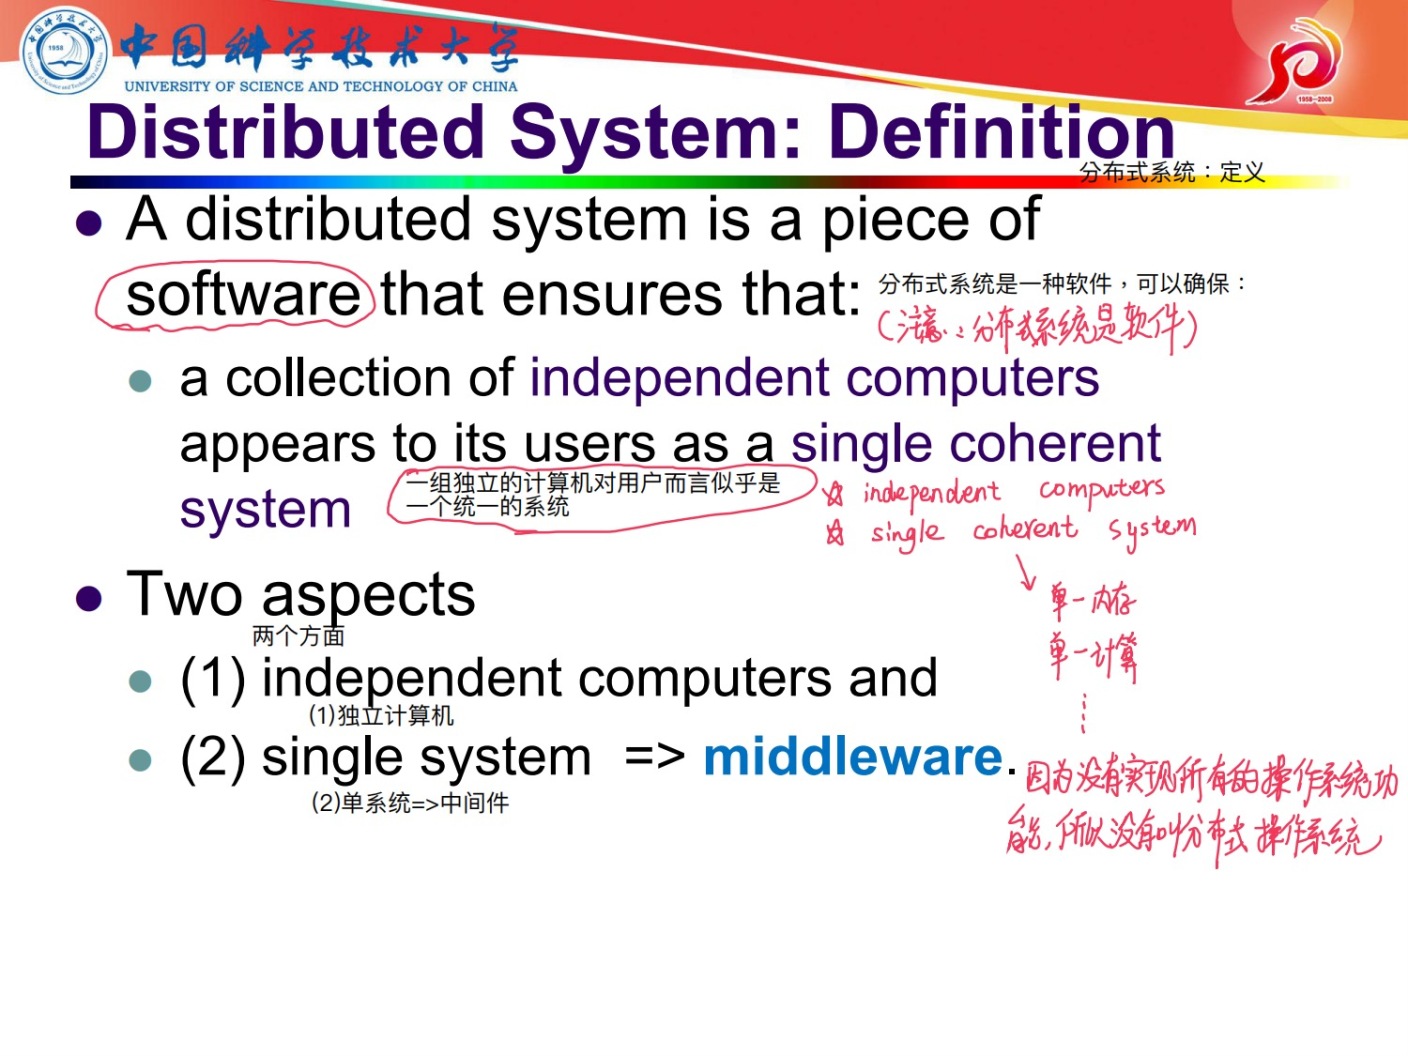 中国科学技术大学
UNIVERSITY OF SCIENCE AND TECHNOLOGY OF CHINA
1958
1958—2008
Distributed System: Definition
分布式系统：定义
A distributed system is a piece of
software that ensures that:
分布式系统是一种软件，可以确保：
（注意：分布式系统是软件）
a collection of independent computers
appears to its users as a single coherent
system
一组独立的计算机对用户而言似乎是
一个统一的系统
☆ independent computers
☆ single coherent system
单一内存
单一计算
Two aspects
两个方面
(1) independent computers and
(1)独立计算机
(2) single system => middleware.
(2)单系统=>中间件
因为没有实现所有的操作系统功
能，所以没有叫分布式操作系统